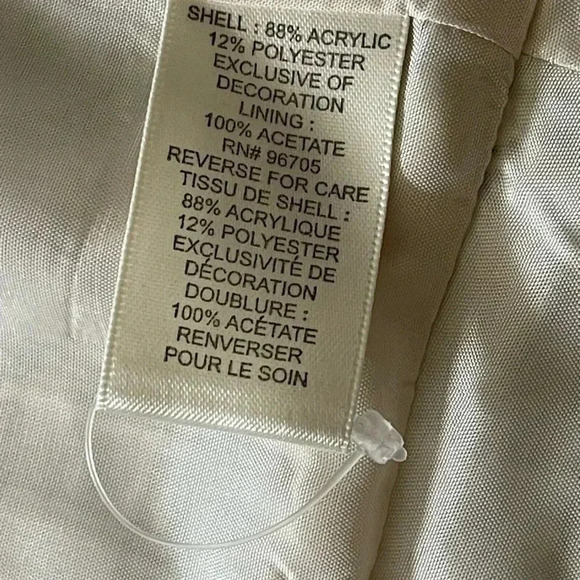 SHELL : 88% ACRYLIC
12% POLYESTER
EXCLUSIVE OF
DECORATION
LINING :
100% ACETATE
RN# 96705
REVERSE FOR CARE
TISSU DE SHELL :
88% ACRYLIQUE
12% POLYESTER
EXCLUSIVITÉ DE
DÉCORATION
DOUBLURE :
100% ACÉTATE
RENVERSER
POUR LE SOIN